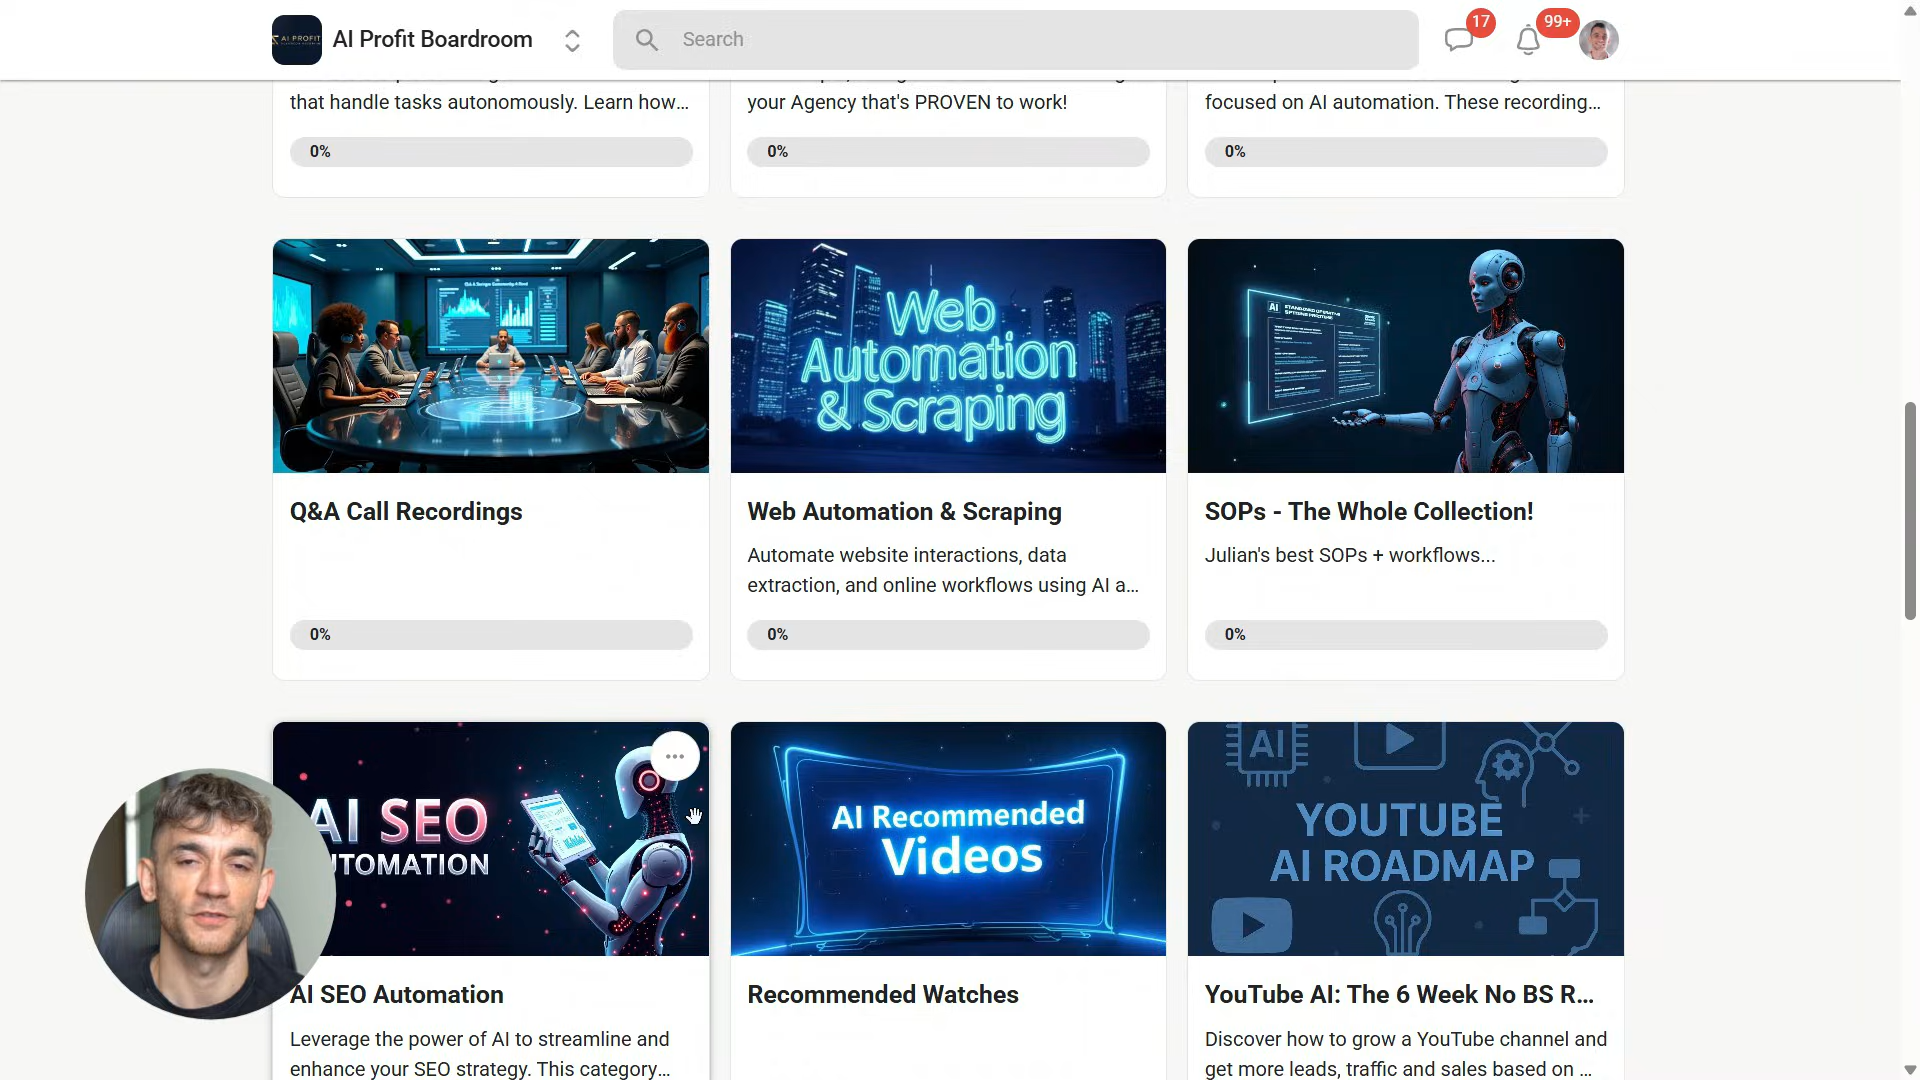 AI PROFIT
AI Profit Boardroom
Search
17
99+
that handle tasks autonomously. Learn how…
your Agency that's PROVEN to work!
focused on AI automation. These recording…
0%
0%
0%
Web
Automation
& Scraping
AI
Q&A Call Recordings
Web Automation & Scraping
SOPs - The Whole Collection!
Automate website interactions, data
extraction, and online workflows using AI a…
Julian's best SOPs + workflows...
0%
0%
0%
AI SEO
UTOMATION
AI Recommended
Videos
AI
YOUTUBE
AI ROADMAP
AI SEO Automation
Recommended Watches
YouTube AI: The 6 Week No BS R…
Leverage the power of AI to streamline and
enhance your SEO strategy. This category…
Discover how to grow a YouTube channel and
get more leads, traffic and sales based on …